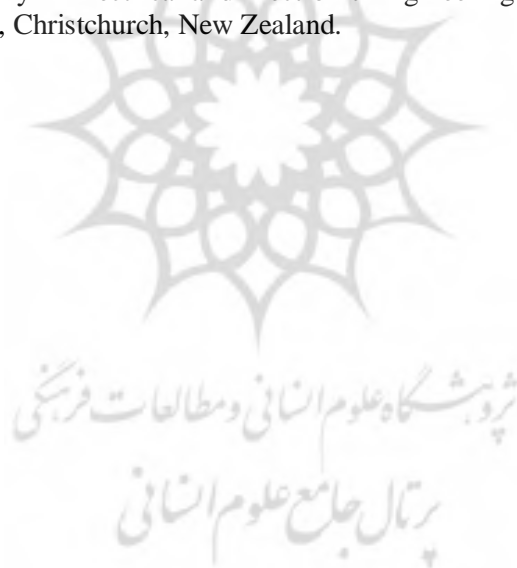 , Christchurch, New Zealand.
پژوهشگاه علوم انسانی و مطالعات فرهنگی
پرتال جامع علوم انسانی